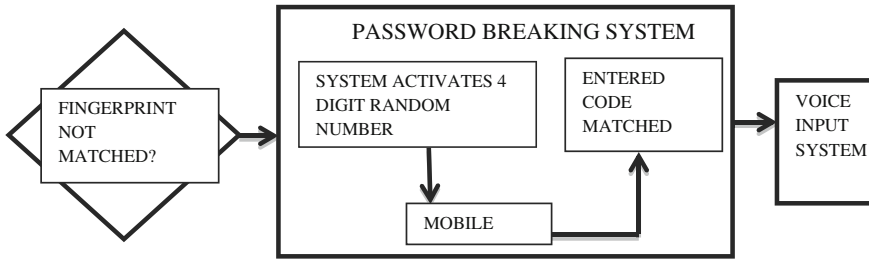 PASSWORD BREAKING SYSTEM
FINGERPRINT
NOT
MATCHED?
SYSTEM ACTIVATES 4
DIGIT RANDOM
NUMBER
MOBILE
ENTERED
CODE
MATCHED
VOICE
INPUT
SYSTEM